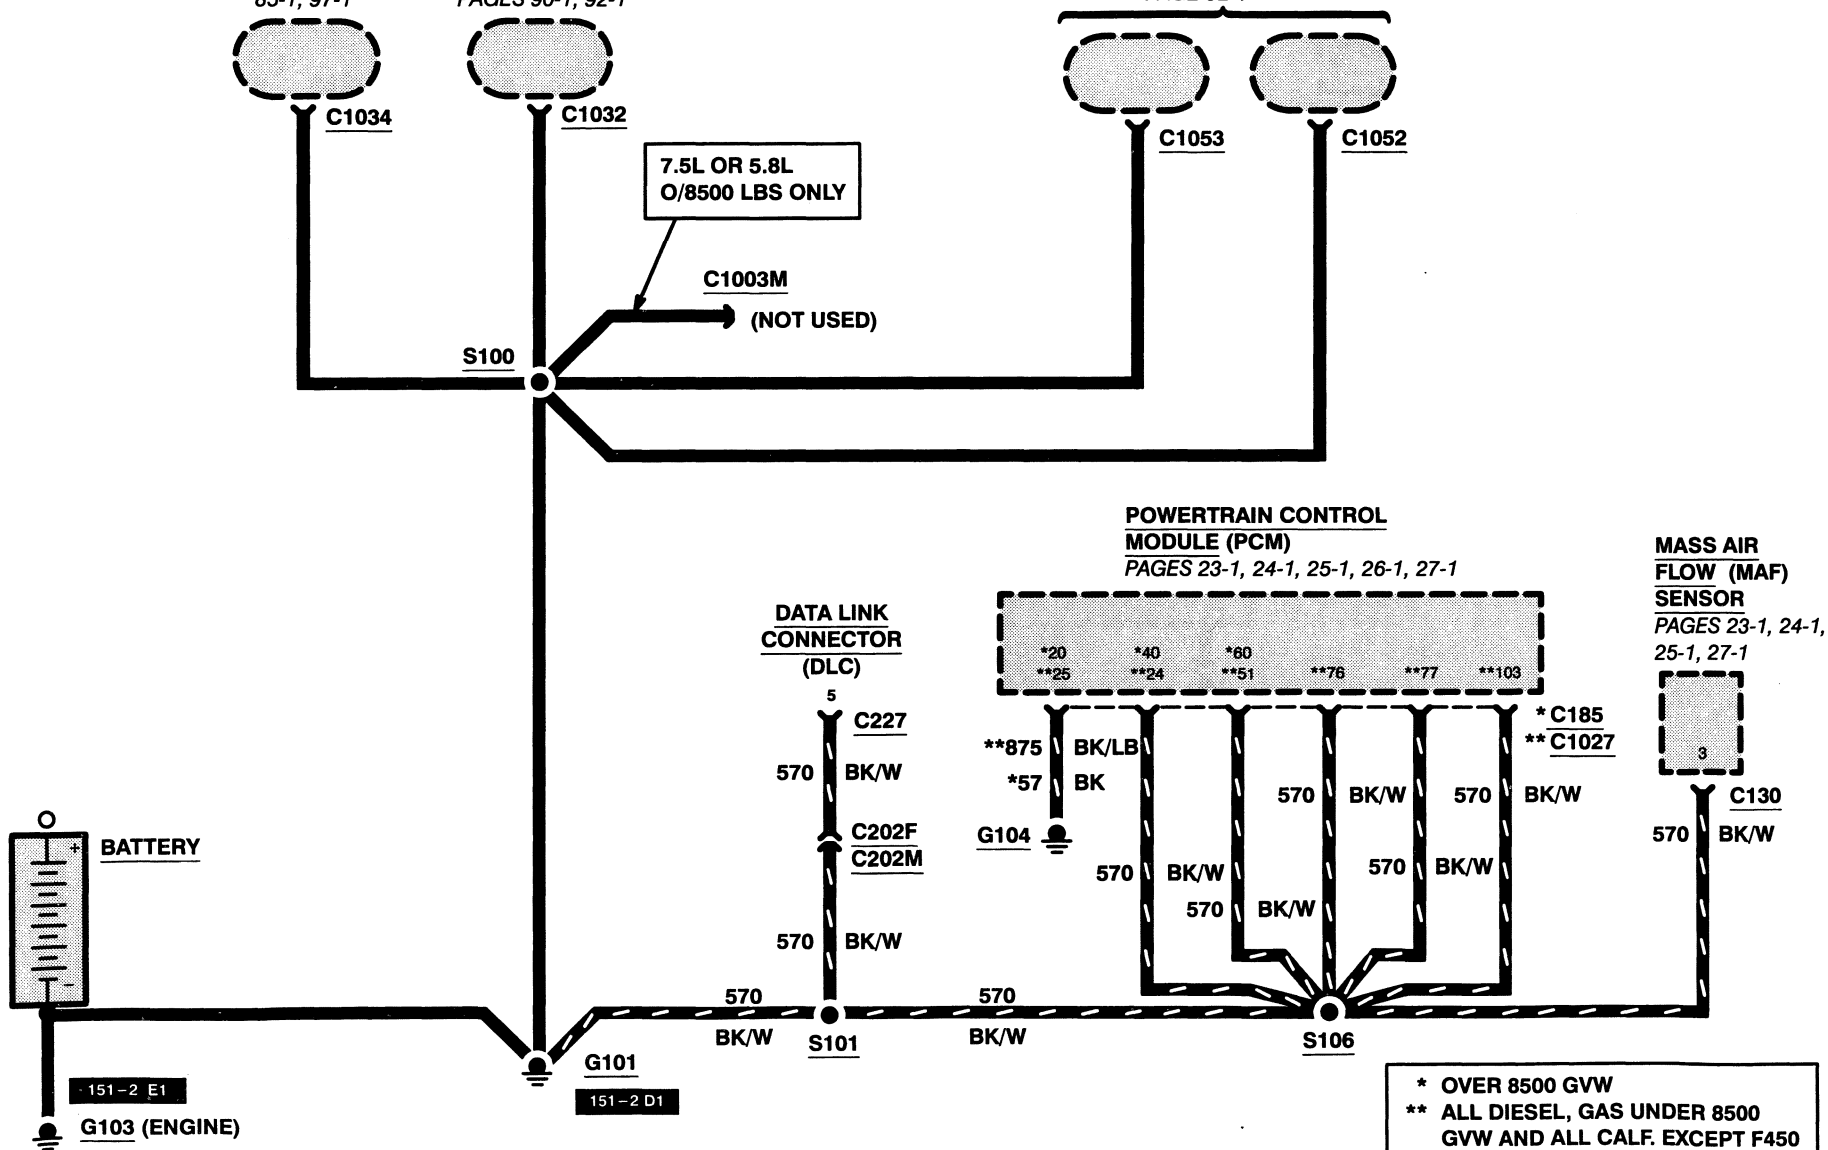 85-1, 97-1
PAGES 90-1, 92-1
C1034
C1032
C1053
C1052
7.5L OR 5.8L
O/8500 LBS ONLY
C1003M
(NOT USED)
S100
POWERTRAIN CONTROL
MODULE (PCM)
PAGES 23-1, 24-1, 25-1, 26-1, 27-1
MASS AIR
FLOW (MAF)
SENSOR
PAGES 23-1, 24-1,
25-1, 27-1
DATA LINK
CONNECTOR
(DLC)
*20 *40 *60
**25 **24 **51 **76 **77 **103
5
C227
* C185
** C1027
3
**875 BK/LB
*57 BK
570 BK/W
570 BK/W
570 BK/W
C130
570 BK/W
C202F
C202M
G104
BATTERY
+
570 BK/W
570 BK/W
570 BK/W
570 BK/W
-
570
BK/W
570
BK/W
S101
S106
G101
151-2 E1
151-2 D1
G103 (ENGINE)
* OVER 8500 GVW
** ALL DIESEL, GAS UNDER 8500
GVW AND ALL CALF. EXCEPT F450